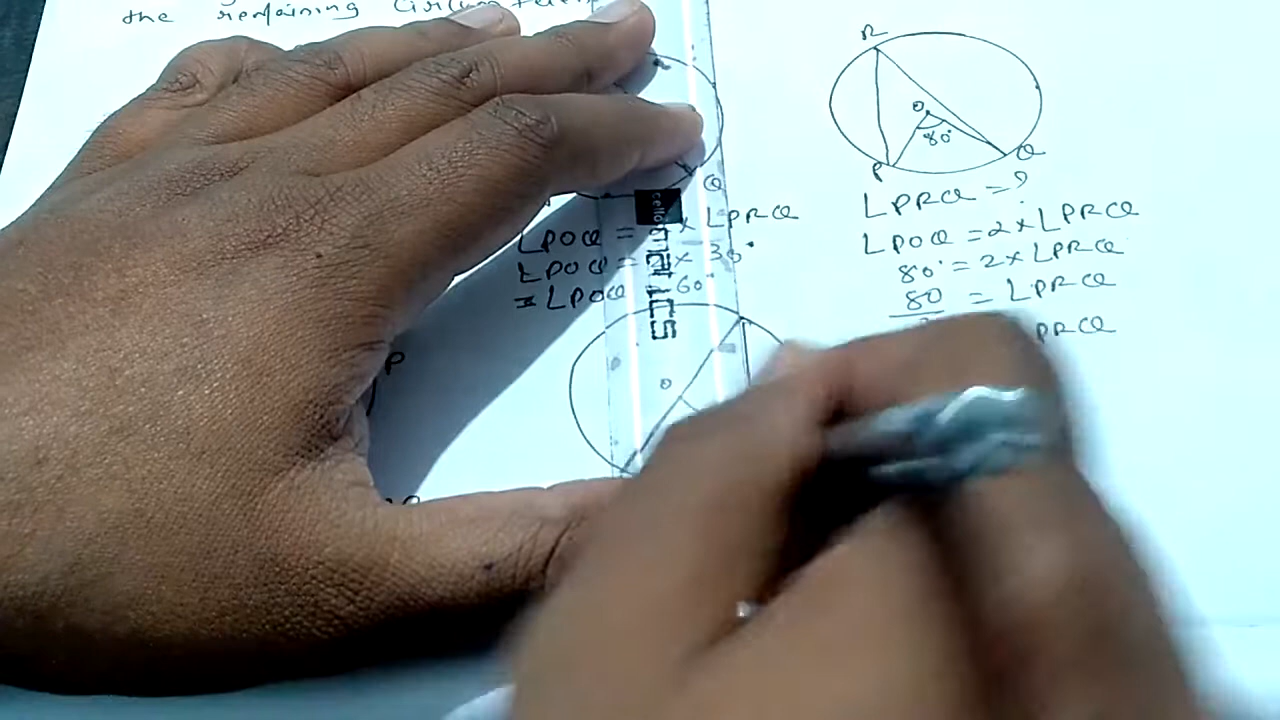 the remaining
R
O
80°
P
Q
∠PRQ = ?
∠POQ = 2 × ∠PRQ
80° = 2 × ∠PRQ
80 = ∠PRQ
PRQ
Q
∠POQ = × ∠PRQ
∠POQ = 2 × 30°
= ∠POQ 60°
cello
P
O